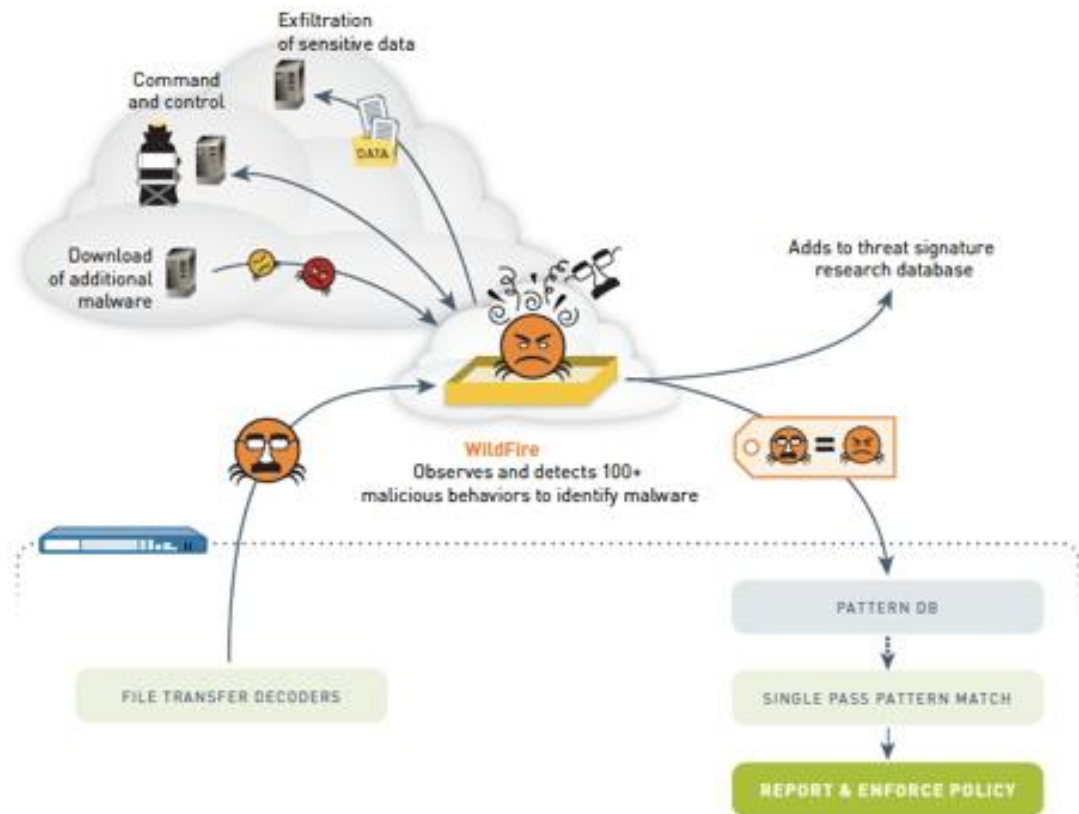 Exfiltration
of sensitive data
Command
and control
DATA
Download
of additional
malware
Adds to threat signature
research database
WildFire
Observes and detects 100+
malicious behaviors to identify malware
=
PATTERN DB
FILE TRANSFER DECODERS
SINGLE PASS PATTERN MATCH
REPORT & ENFORCE POLICY